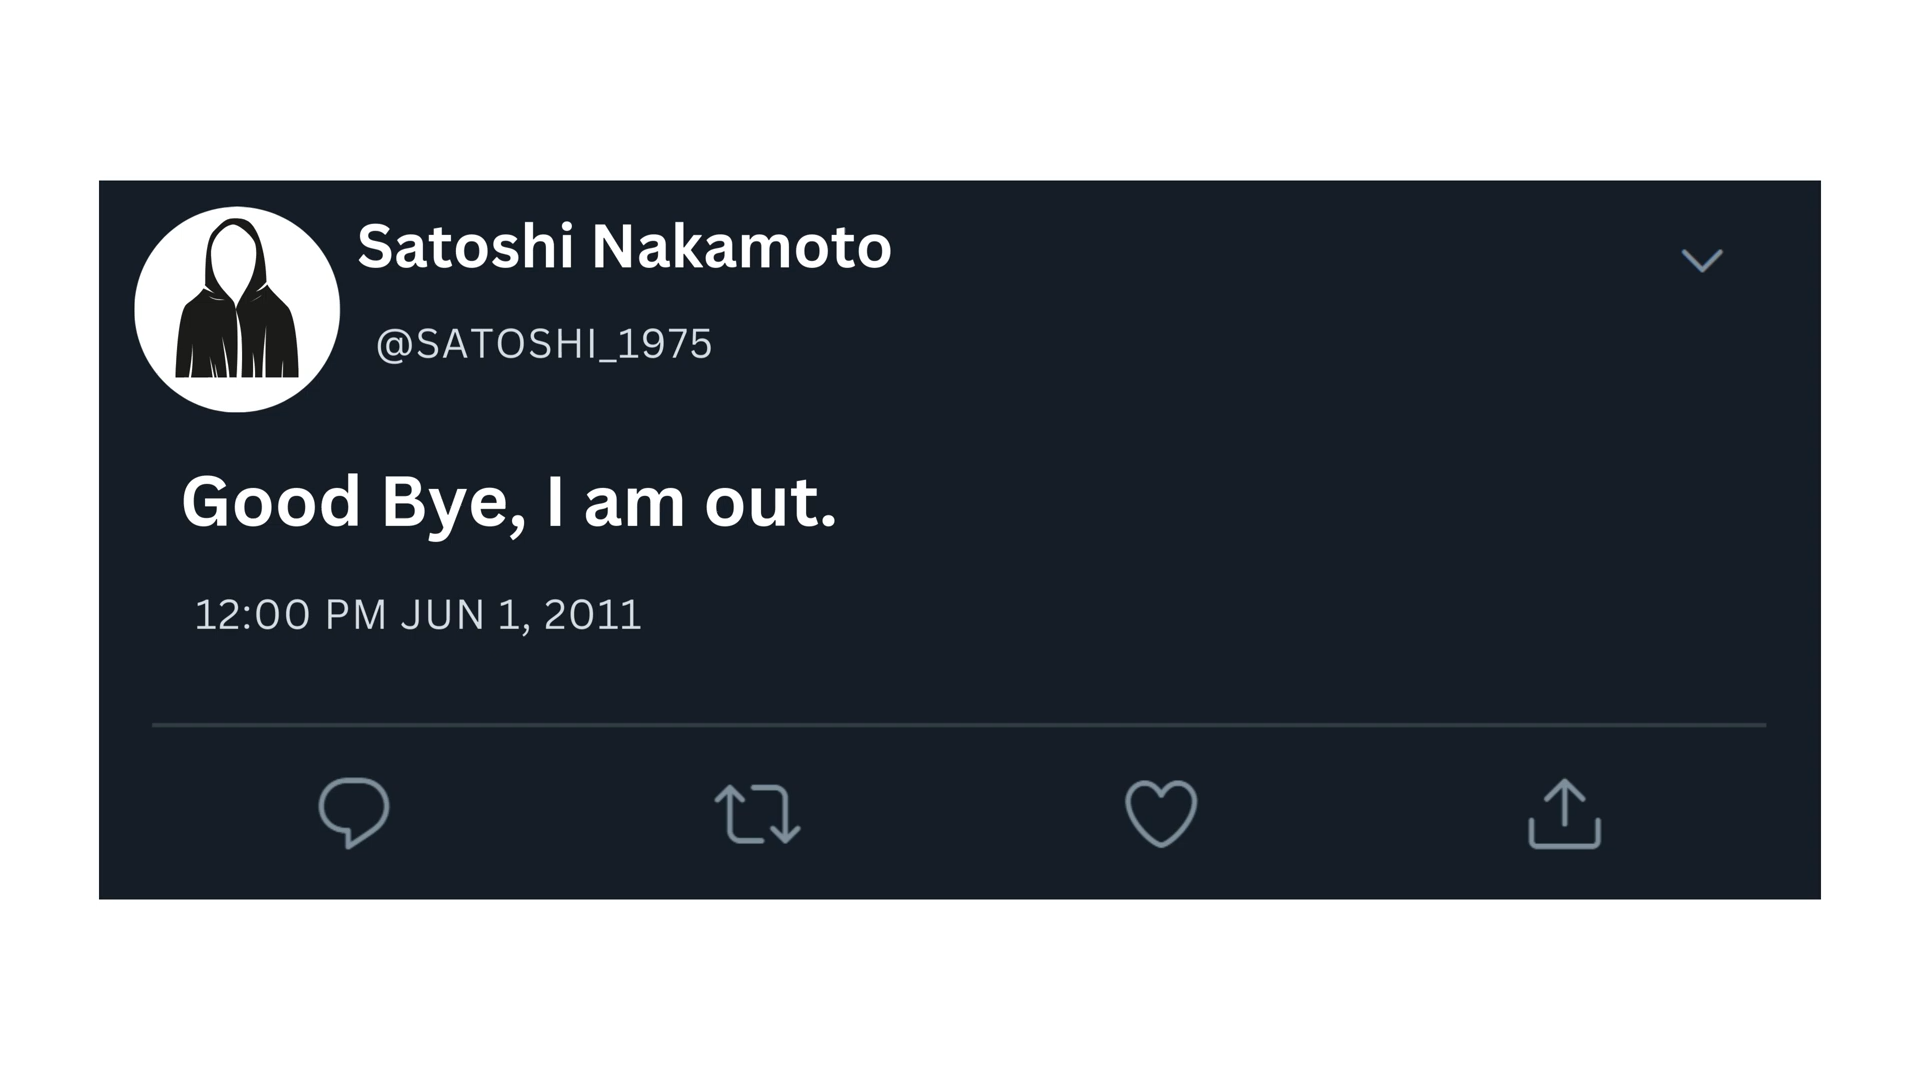 Satoshi Nakamoto
@SATOSHI_1975
Good Bye, I am out.
12:00 PM JUN 1, 2011